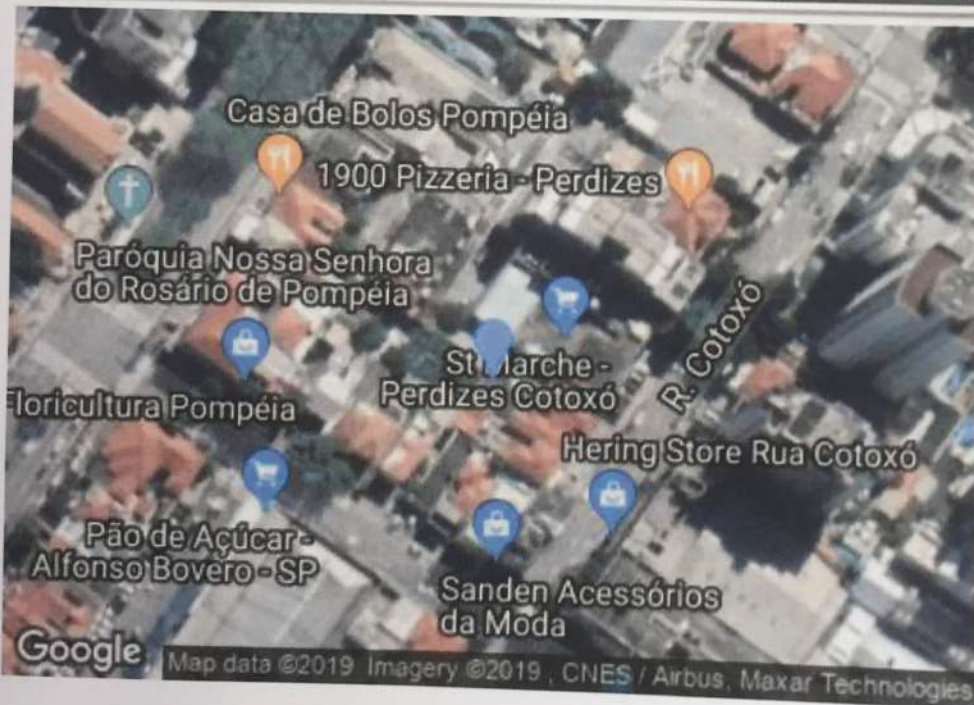 Casa de Bolos Pompéia
1900 Pizzeria - Perdizes
Paróquia Nossa Senhora
do Rosário de Pompéia
R. Cotoxó
St Marche -
Perdizes Cotoxó
Floricultura Pompéia
Hering Store Rua Cotoxó
Pão de Açúcar -
Alfonso Bovero - SP
Sanden Acessórios
da Moda
Google
Map data ©2019 Imagery ©2019 , CNES / Airbus, Maxar Technologies